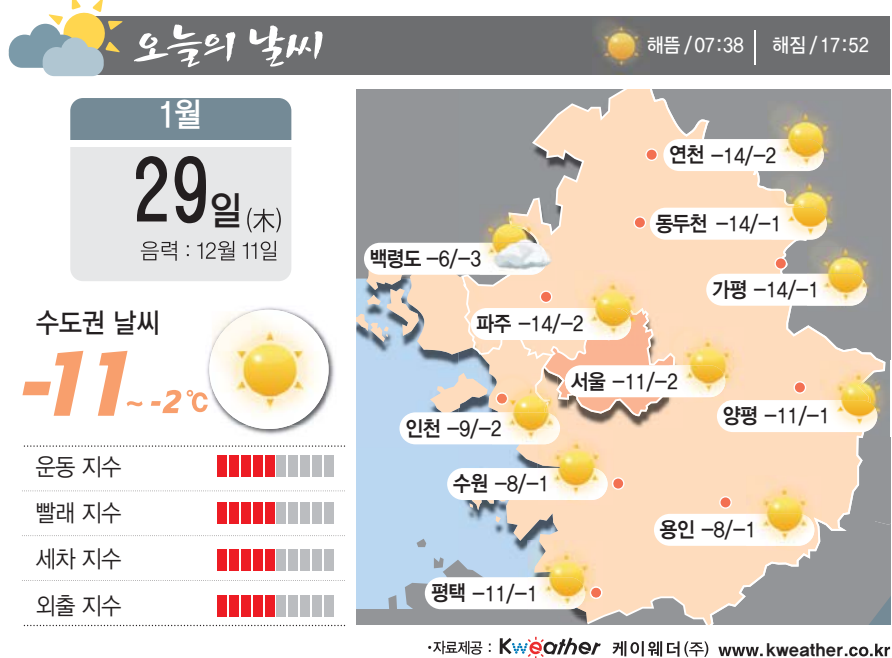 오늘의 날씨
해뜸/07:38 해짐/17:52
1월
29일(木)
음력 : 12월 11일
수도권 날씨
-11~ -2℃
운동 지수
빨래 지수
세차 지수
외출 지수
연천 -14/-2
동두천 -14/-1
백령도 -6/-3
가평 -14/-1
파주 -14/-2
서울 -11/-2
양평 -11/-1
인천 -9/-2
수원 -8/-1
용인 -8/-1
평택 -11/-1
·자료제공 : Kweather 케이웨더(주) www.kweather.co.kr